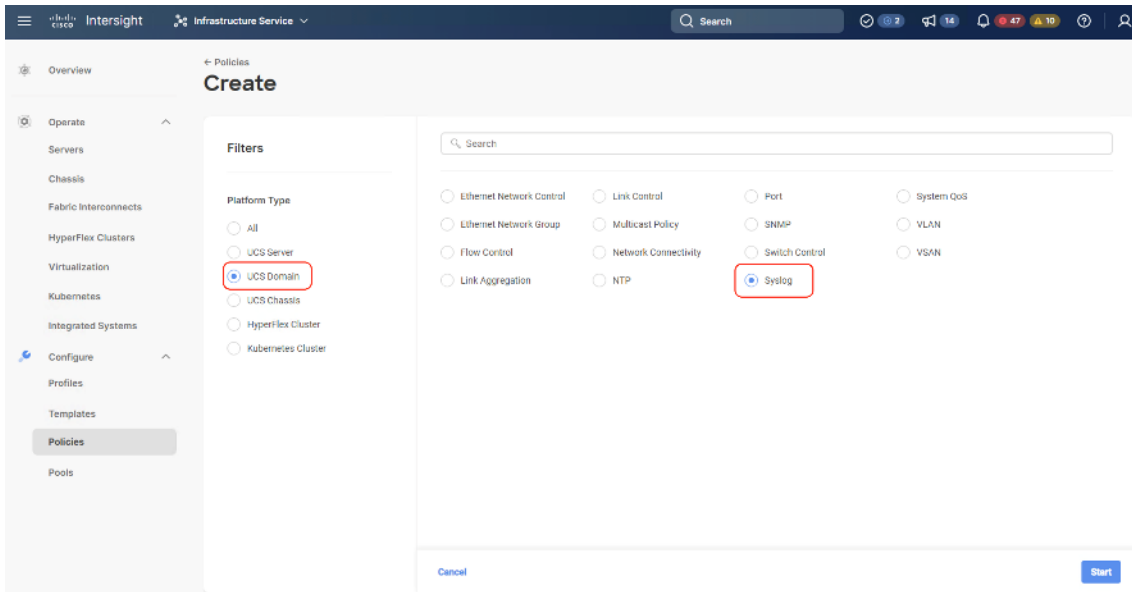 cisco Intersight Infrastructure Service Search 2 14 47 10
← Policies
Create
Overview
Operate
Servers
Chassis
Fabric Interconnects
HyperFlex Clusters
Virtualization
Kubernetes
Integrated Systems
Configure
Profiles
Templates
Policies
Pools
Filters
Platform Type
All
UCS Server
UCS Domain
UCS Chassis
HyperFlex Cluster
Kubernetes Cluster
Search
Ethernet Network Control Link Control Port System QoS
Ethernet Network Group Multicast Policy SNMP VLAN
Flow Control Network Connectivity Switch Control VSAN
Link Aggregation NTP Syslog
Cancel Start